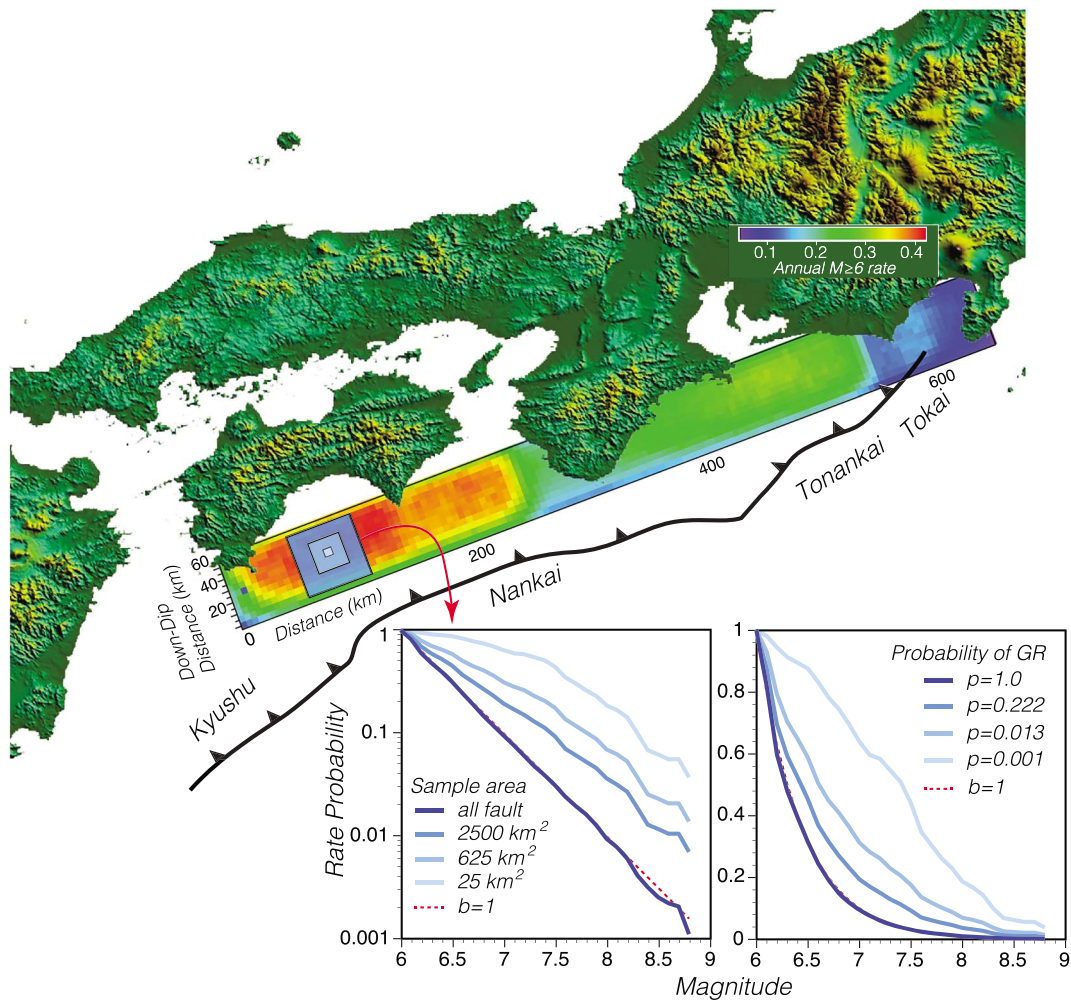 0.1
0.2
0.3
0.4
Annual M≥6 rate
600
Tokai
Tonankai
400
200
Nankai
60
40
20
Down-Dip
Distance (km)
0
Distance (km)
Kyushu
1
0.1
0.01
0.001
Rate Probability
Sample area
all fault
2500 km²
625 km²
25 km²
b=1
6
6.5
7
7.5
8
8.5
9
1
0.8
0.6
0.4
0.2
0
Probability of GR
p=1.0
p=0.222
p=0.013
p=0.001
b=1
6
6.5
7
7.5
8
8.5
9
Magnitude